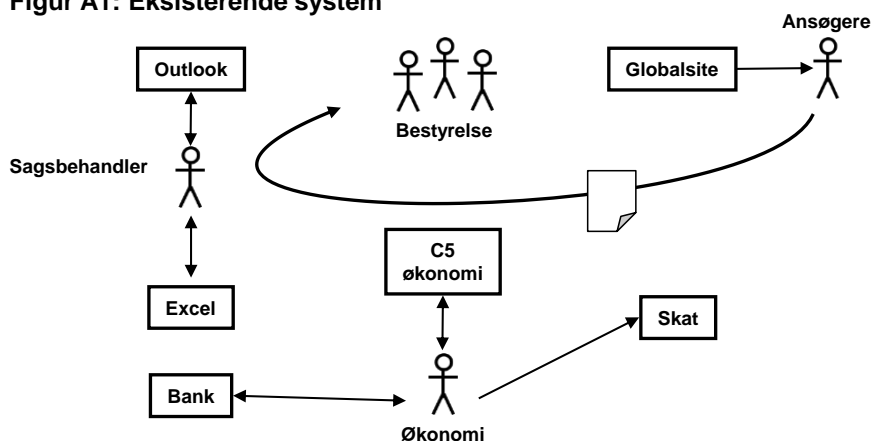 Figur A1: Eksisterende system
Ansøgere
Outlook
Globalsite
Bestyrelse
Sagsbehandler
C5
økonomi
Excel
Skat
Bank
Økonomi